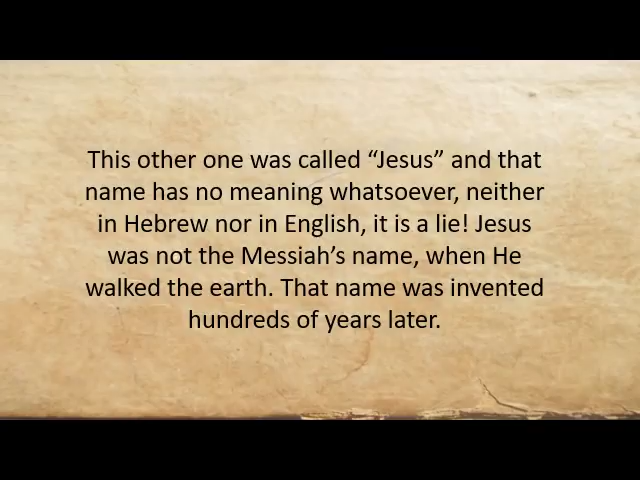 This other one was called “Jesus” and that
name has no meaning whatsoever, neither
in Hebrew nor in English, it is a lie! Jesus
was not the Messiah’s name, when He
walked the earth. That name was invented
hundreds of years later.